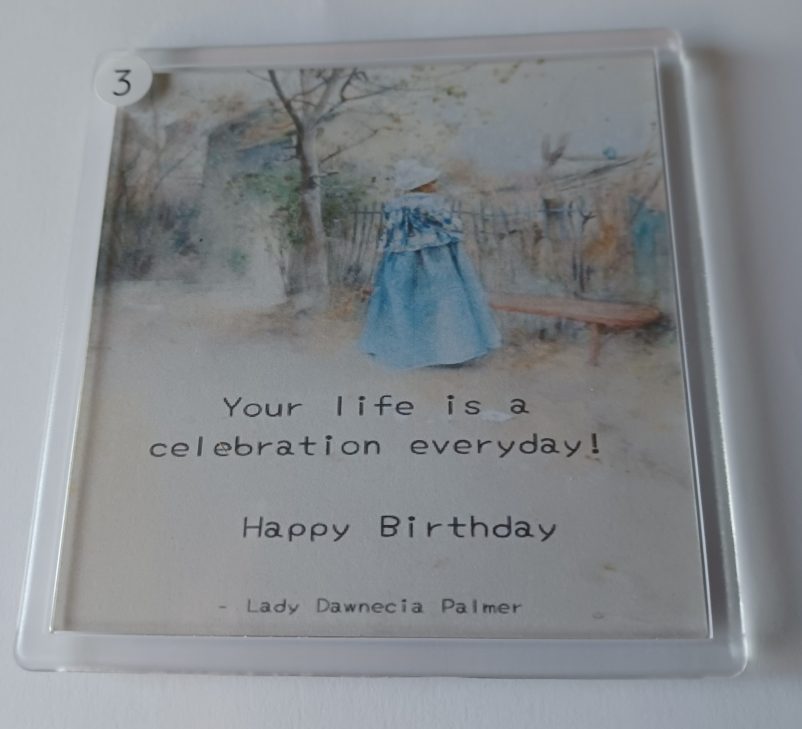 3
Your life is a
celebration everyday!
Happy Birthday
- Lady Dawnecia Palmer